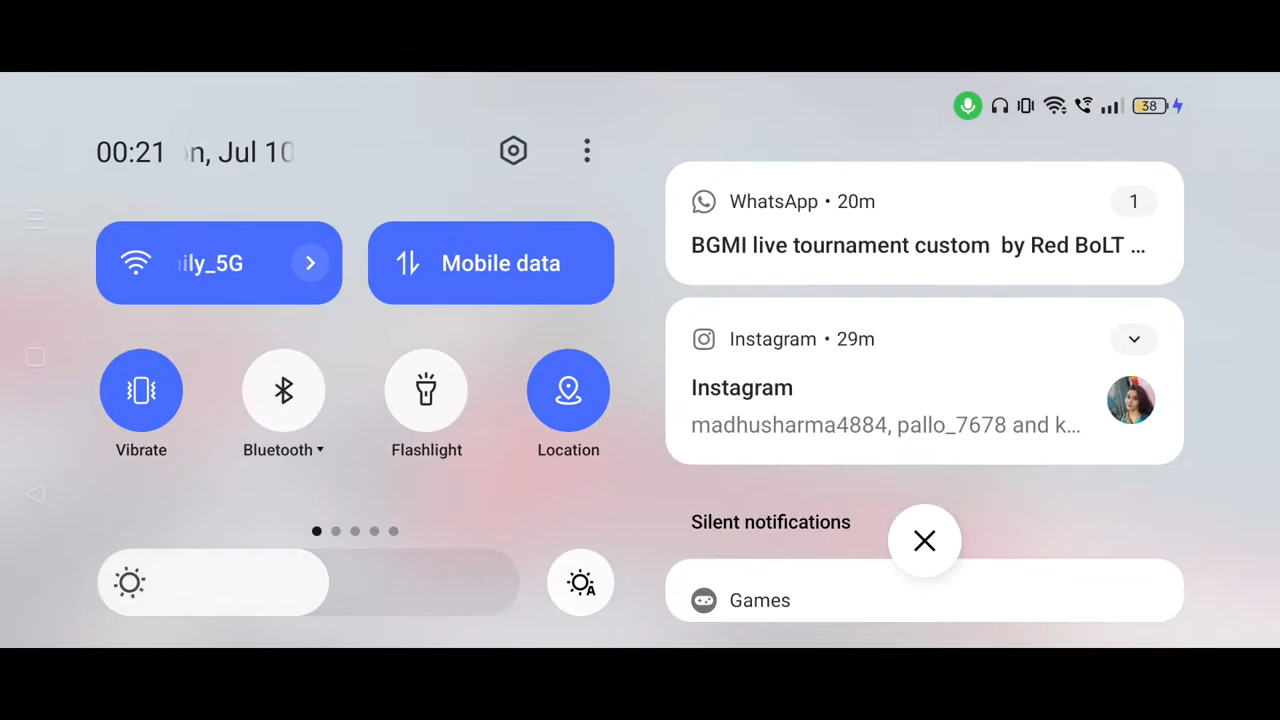 38
00:21 n, Jul 10
ily_5G
Mobile data
Vibrate
Bluetooth
Flashlight
Location
WhatsApp • 20m
1
BGMI live tournament custom by Red BoLT ...
Instagram • 29m
Instagram
madhusharma4884, pallo_7678 and k...
Silent notifications
Games